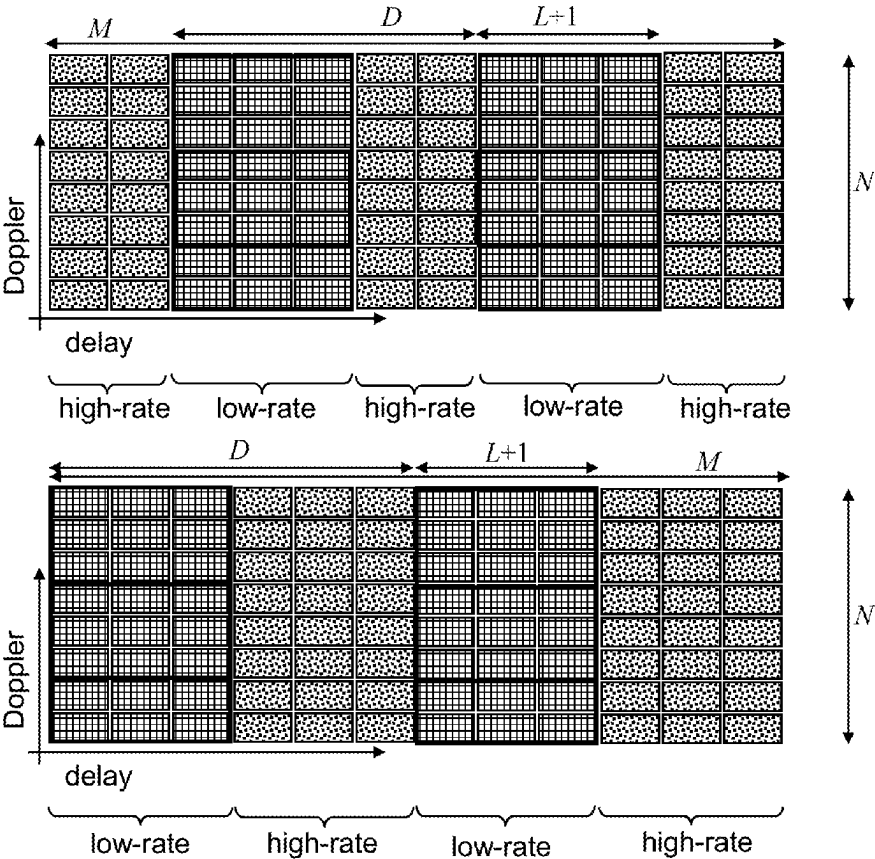 M D L+1
N
Doppler
delay
high-rate low-rate high-rate low-rate high-rate
D L+1 M
N
Doppler
delay
low-rate high-rate low-rate high-rate